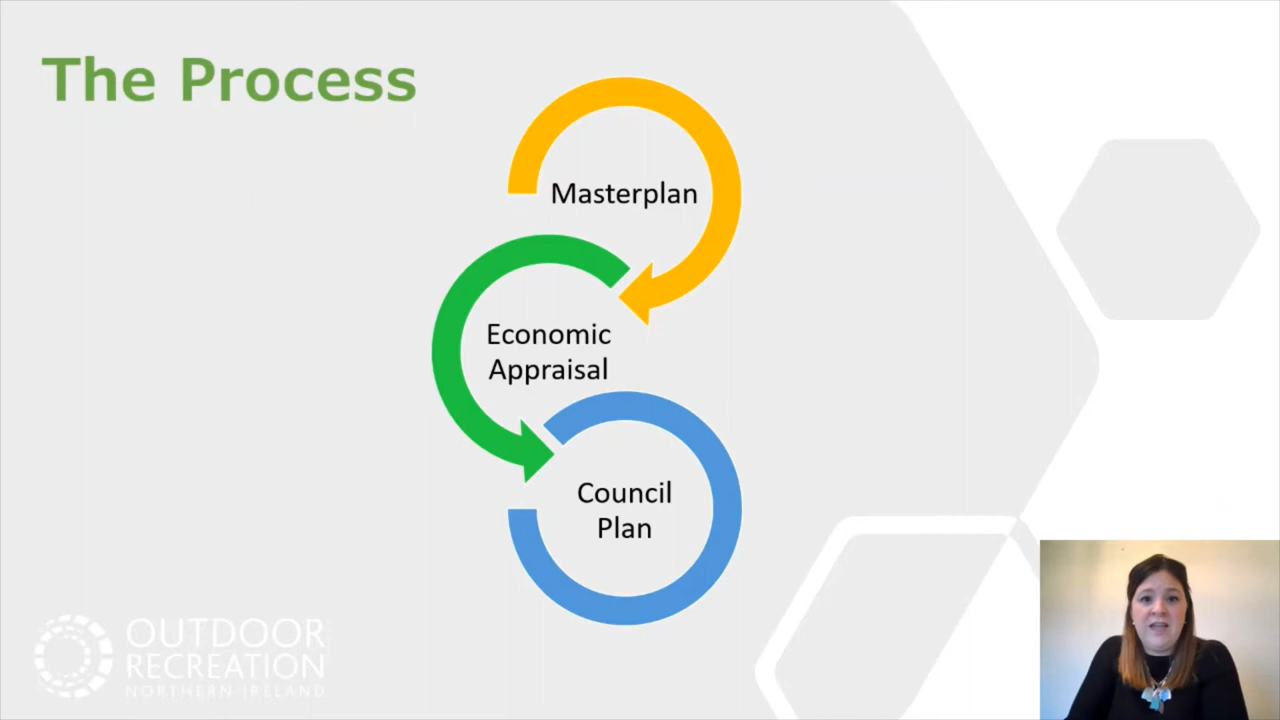 The Process
Masterplan
Economic
Appraisal
Council
Plan
OUTDOOR
RECREATION
NORTHERN IRELAND